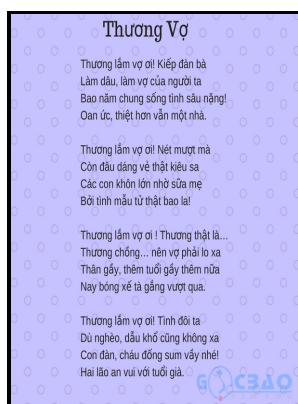 Thương Vợ
Thương lắm vợ ơi! Kiếp đàn bà
Làm dâu, làm vợ của người ta
Bao năm chung sống tình sâu nặng!
Oan ức, thiệt hơn vẫn một nhà.
Thương lắm vợ ơi! Nét mượt mà
Còn đâu dáng vẻ thật kiêu sa
Các con khôn lớn nhờ sữa mẹ
Bởi tình mẫu tử thật bao la!
Thương lắm vợ ơi ! Thương thật là…
Thương chồng… nên vợ phải lo xa
Thân gầy, thêm tuổi gầy thêm nữa
Nay bóng xế tà gắng vượt qua.
Thương lắm vợ ơi! Tình đôi ta
Dù nghèo, dẫu khổ cũng không xa
Con đàn, cháu đống sum vầy nhé!
Hai lão an vui với tuổi già.
GOCBAO